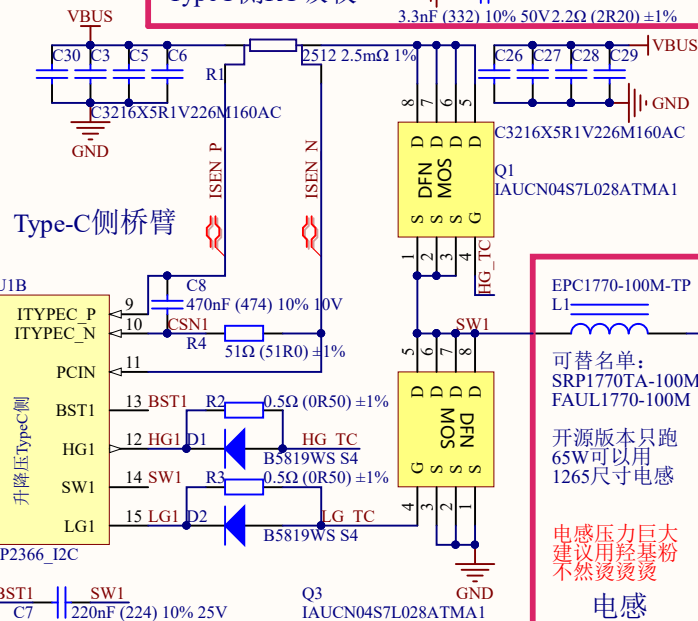 Type-C侧
3.3nF (332) 10% 50V 2.2Ω (2R20) ±1%
VBUS
C30 C3 C5 C6
R1
2512 2.5mΩ 1%
C26 C27 C28 C29
VBUS
GND
C3216X5R1V226M160AC
GND
C3216X5R1V226M160AC
8 7 6 5
D D D D
DFN
MOS
S S S G
1 2 3 4
Q1
IAUCN04S7L028ATMA1
ISEN P
ISEN N
Type-C侧桥臂
HG_TC
U1B
ITYPEC_P
9
ITYPEC_N
10
PCIN
11
BST1
13 BST1
HG1
12 HG1
SW1
14 SW1
LG1
15 LG1
升降压TypeC侧
P2366_I2C
C8
470nF (474) 10% 10V
CSN1
R4
51Ω (51R0) ±1%
R2
0.5Ω (0R50) ±1%
D1
HG TC
B5819WS S4
R3
0.5Ω (0R50) ±1%
D2
LG TC
B5819WS S4
SW1
5 6 7 8
D D D D
DFN
MOS
G S S S
4 3 2 1
GND
Q3
IAUCN04S7L028ATMA1
BST1
SW1
C7
220nF (224) 10% 25V
EPC1770-100M-TP
L1
可替名单：
SRP1770TA-100M
FAUL1770-100M
开源版本只跑
65W可以用
1265尺寸电感
电感压力巨大
建议用羟基粉
不然烫烫烫
电感